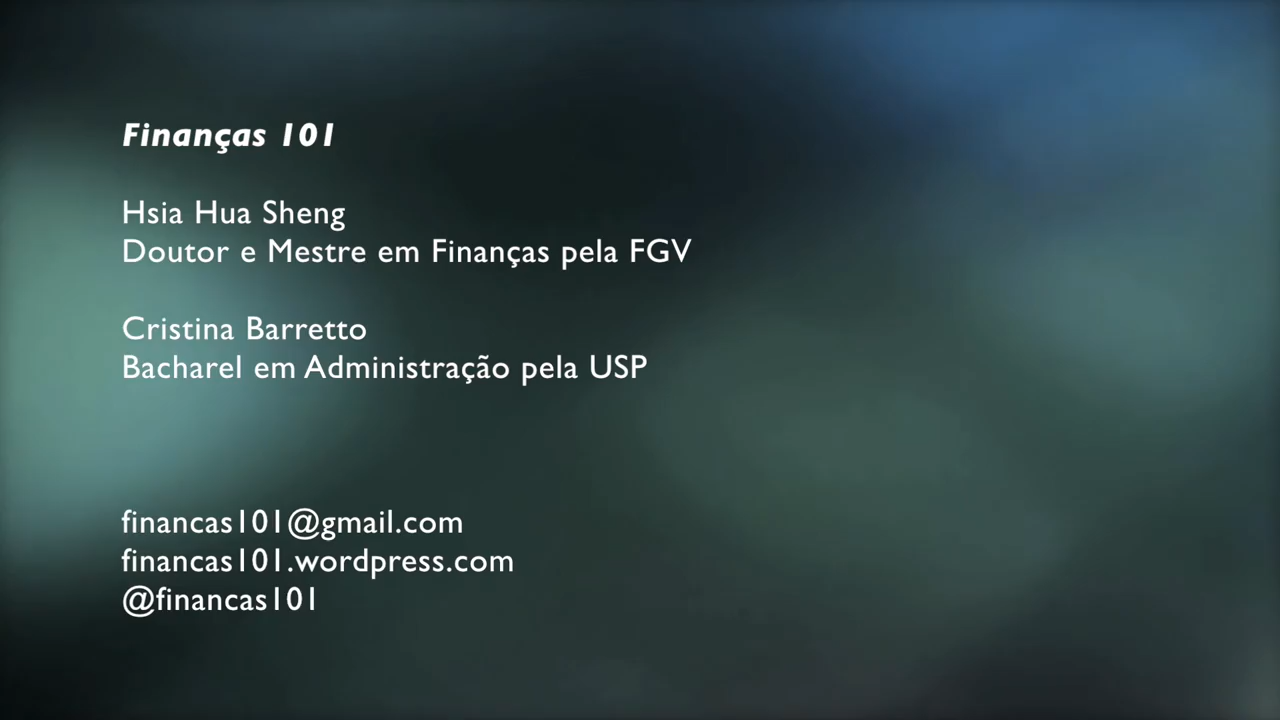 Finanças 101
Hsia Hua Sheng
Doutor e Mestre em Finanças pela FGV
Cristina Barretto
Bacharel em Administração pela USP
financas101@gmail.com
financas101.wordpress.com
@financas101